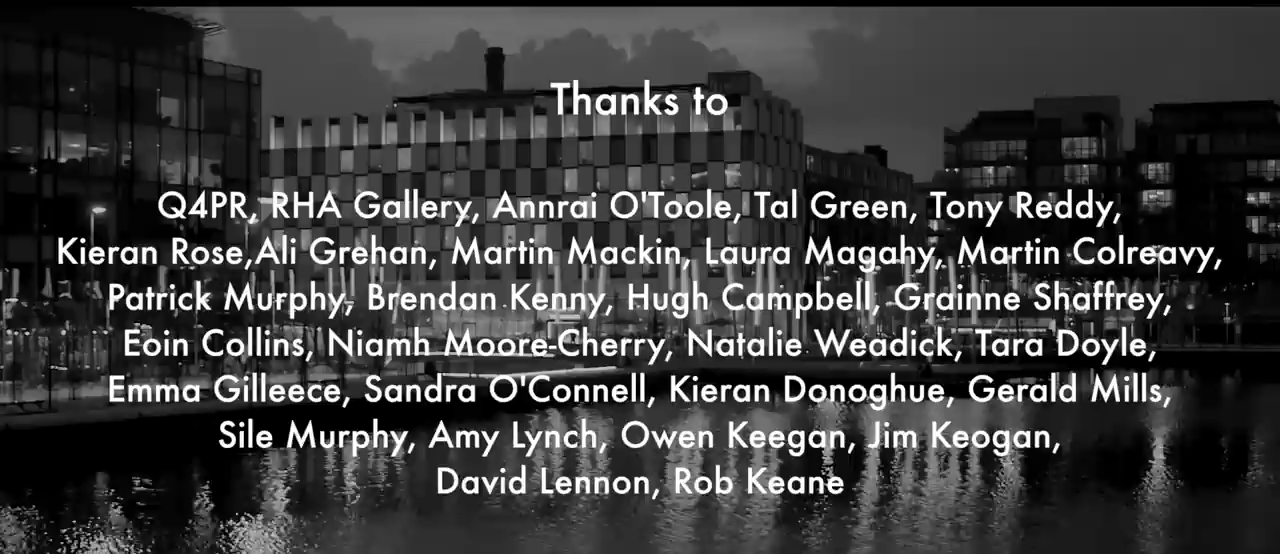 Thanks to
Q4PR, RHA Gallery, Annrai O'Toole, Tal Green, Tony Reddy,
Kieran Rose,Ali Grehan, Martin Mackin, Laura Magahy, Martin Colreavy,
Patrick Murphy, Brendan Kenny, Hugh Campbell, Grainne Shaffrey,
Eoin Collins, Niamh Moore-Cherry, Natalie Weadick, Tara Doyle,
Emma Gilleece, Sandra O'Connell, Kieran Donoghue, Gerald Mills,
Sile Murphy, Amy Lynch, Owen Keegan, Jim Keogan,
David Lennon, Rob Keane